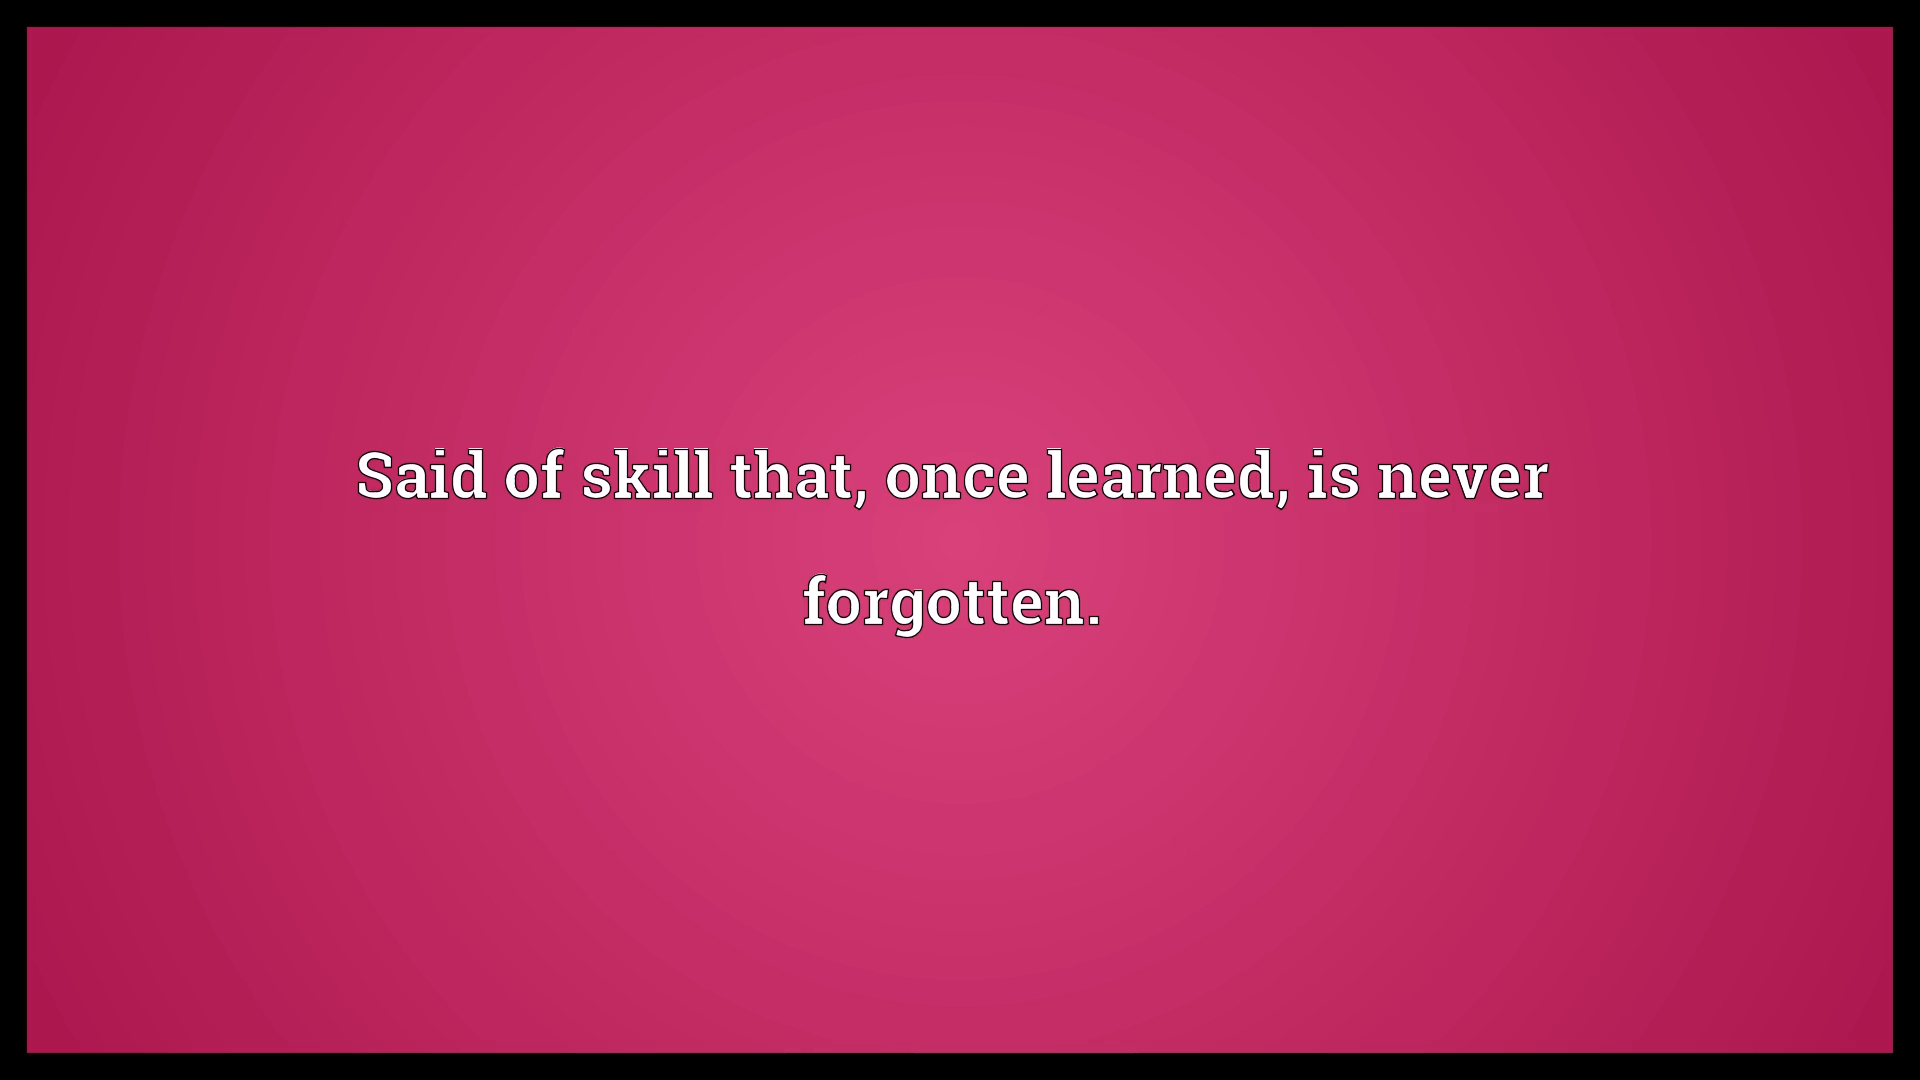 Said of skill that, once learned, is never
forgotten.